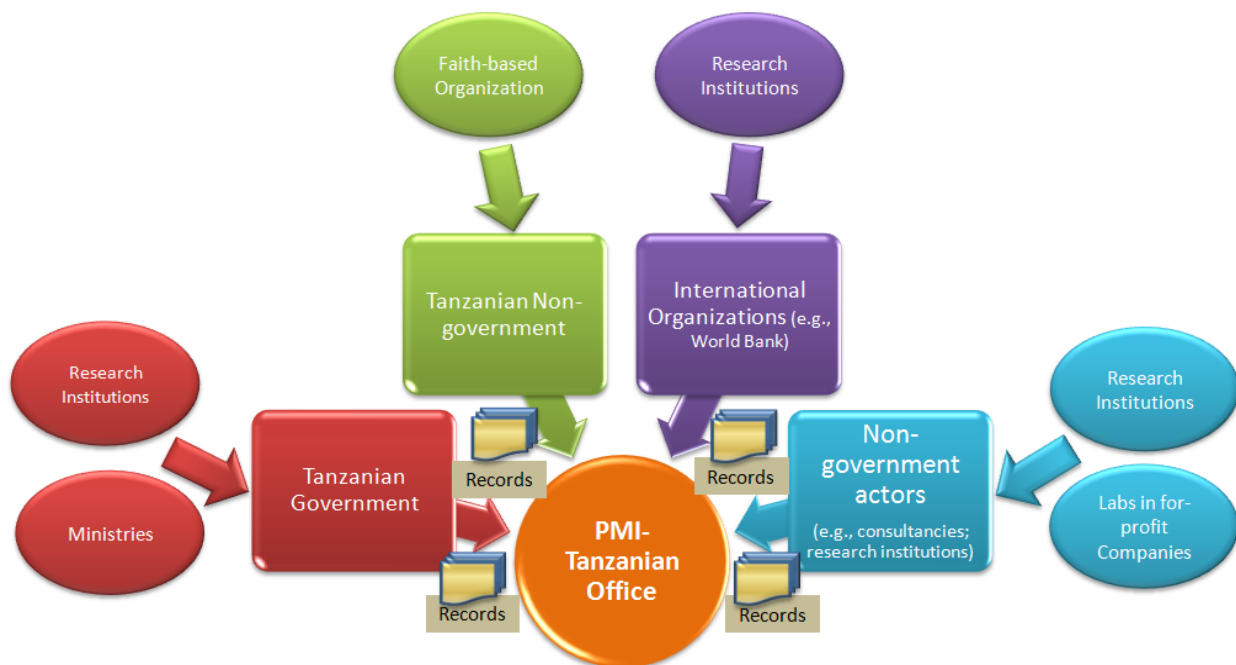 Faith-based
Organization
Research
Institutions
Tanzanian Non-
government
International
Organizations (e.g.,
World Bank)
Research
Institutions
Ministries
Tanzanian
Government
Records
Records
Non-
government
actors
(e.g., consultancies;
research institutions)
Research
Institutions
Labs in for-
profit
Companies
PMI-
Tanzanian
Office
Records
Records